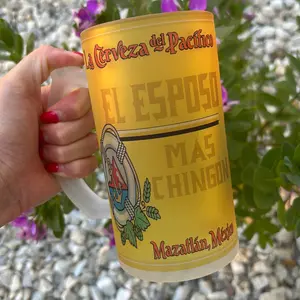 La Cerveza del Pacífico
EL ESPOSO
MAS
CHINGON
Mazatlán, Méx